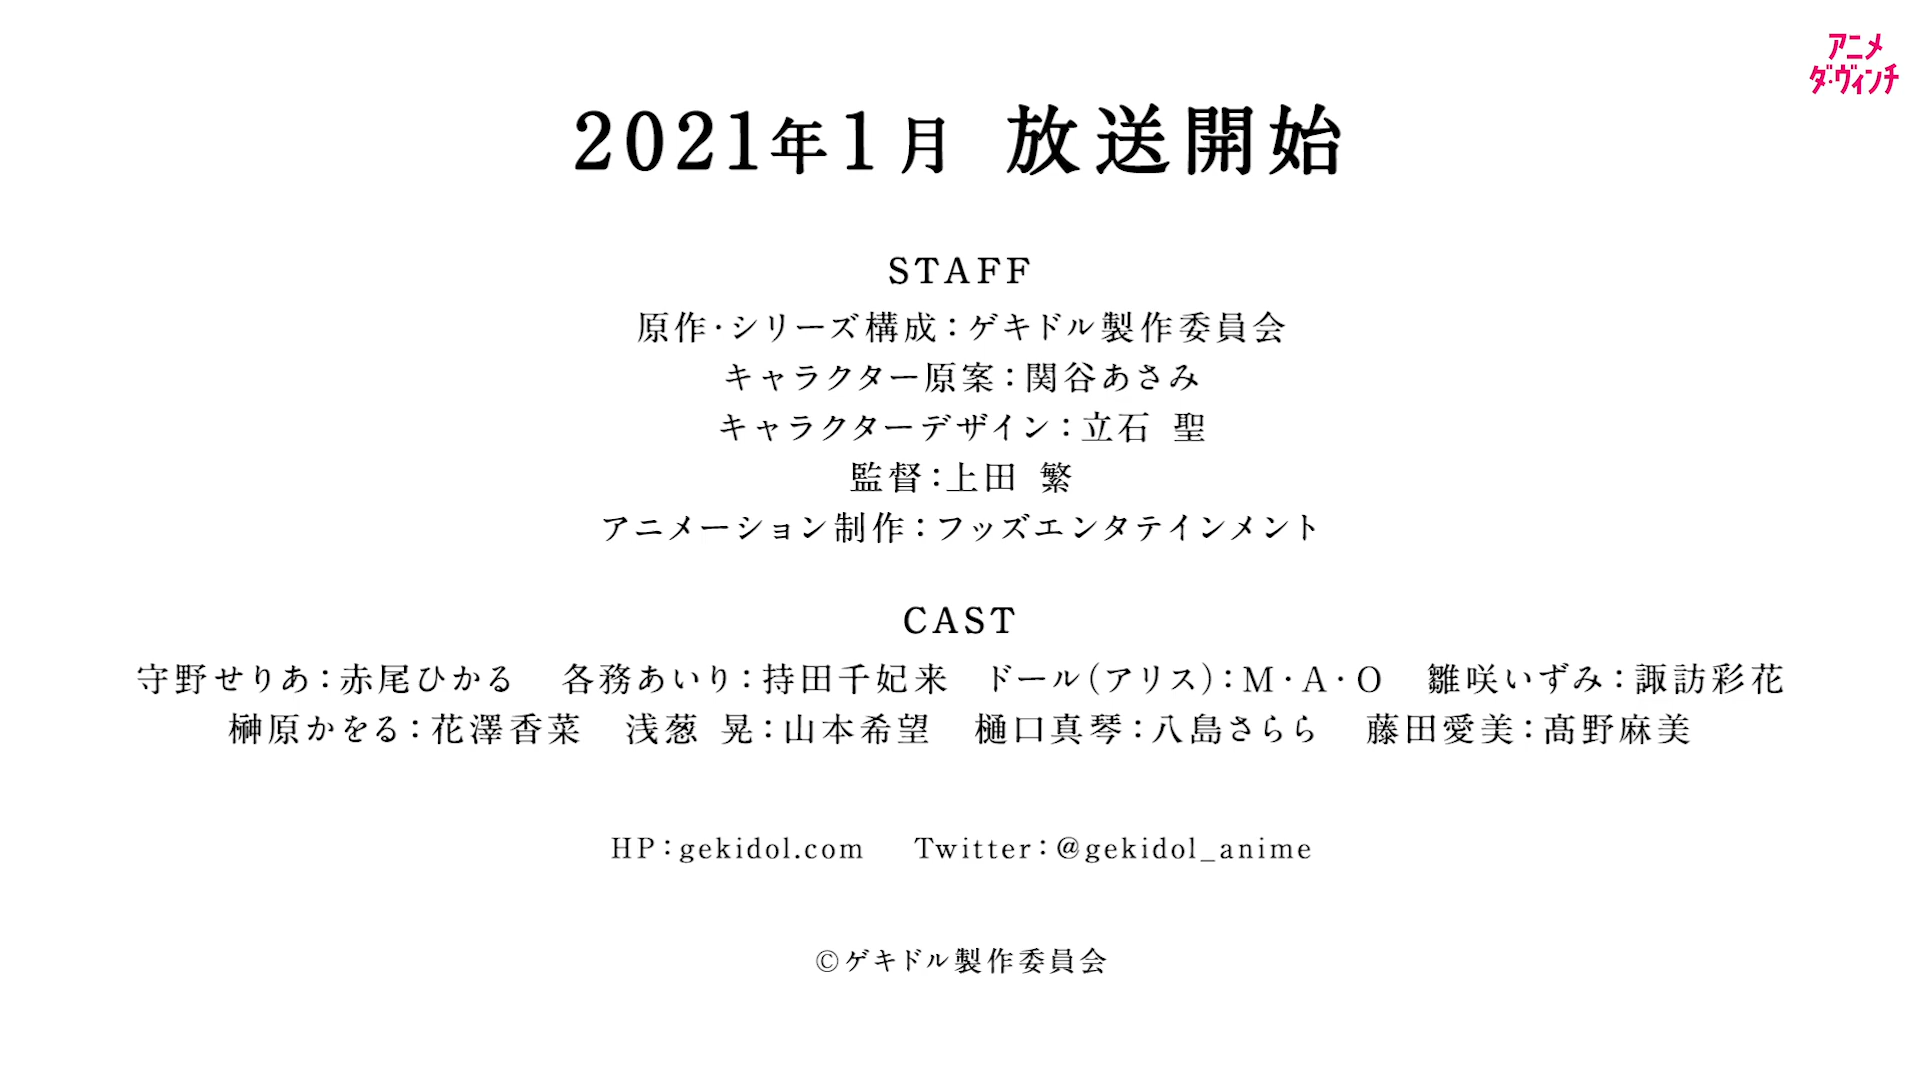 アニメ
ダ・ヴィンチ
2021年1月 放送開始
STAFF
原作・シリーズ構成：ゲキドル製作委員会
キャラクター原案：関谷あさみ
キャラクターデザイン：立石 聖
監督：上田 繁
アニメーション制作：フッズエンタテインメント
CAST
守野せりあ：赤尾ひかる 各務あいり：持田千妃来 ドール(アリス)：M・A・O 雛咲いずみ：諏訪彩花
榊原かをる：花澤香菜 浅葱 晃：山本希望 樋口真琴：八島さらら 藤田愛美：髙野麻美
HP：gekidol.com Twitter：@gekidol_anime
©ゲキドル製作委員会